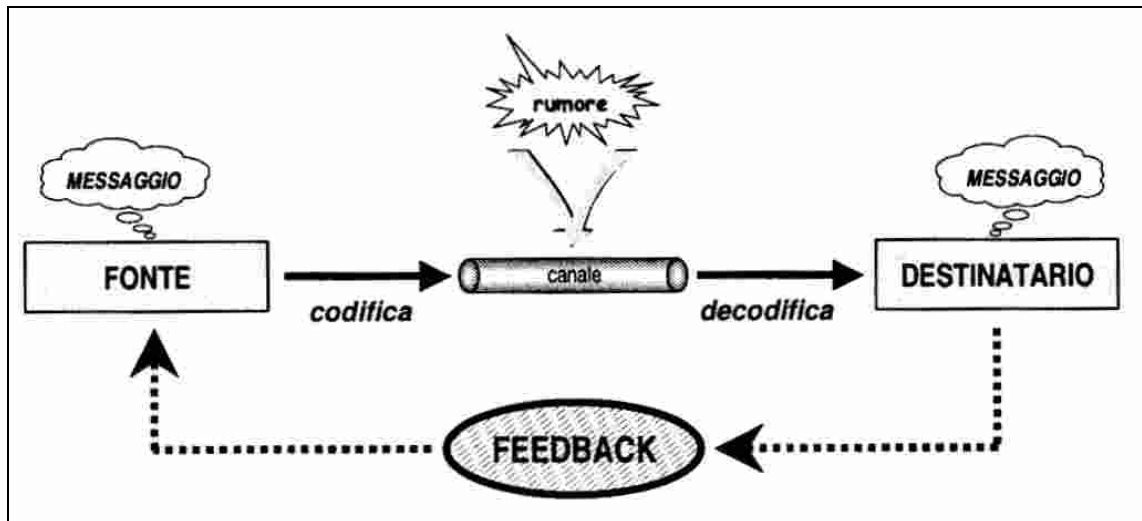 rumore
MESSAGGIO
MESSAGGIO
FONTE
canale
DESTINATARIO
codifica
decodifica
FEEDBACK